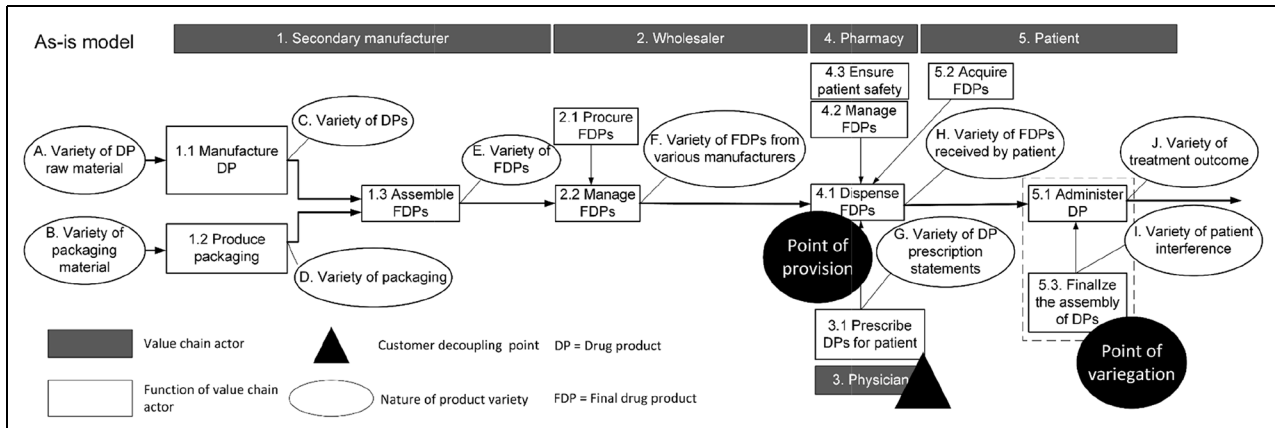 As-is model
1. Secondary manufacturer
2. Wholesaler
4. Pharmacy
5. Patient
A. Variety of DP
raw material
1.1 Manufacture
DP
C. Variety of DPs
B. Variety of
packaging
material
1.2 Produce
packaging
D. Variety of packaging
1.3 Assemble
FDPs
E. Variety of
FDPs
2.1 Procure
FDPs
2.2 Manage
FDPs
F. Variety of FDPs from
various manufacturers
4.3 Ensure
patient safety
4.2 Manage
FDPs
5.2 Acquire
FDPs
4.1 Dispense
FDPs
H. Variety of FDPs
received by patient
Point of
provision
G. Variety of DP
prescription
statements
3.1 Prescribe
DPs for patient
3. Physician
5.1 Administer
DP
J. Variety of
treatment outcome
I. Variety of patient
interference
5.3. Finalize
the assembly
of DPs
Point of
variegation
Value chain actor
Customer decoupling point
DP = Drug product
Function of value chain
actor
Nature of product variety
FDP = Final drug product